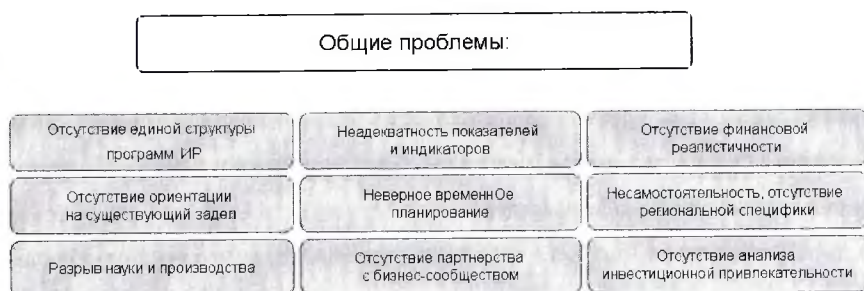 Общие проблемы:
Отсутствие единой структуры
программ ИР
Неадекватность показателей
и индикаторов
Отсутствие финансовой
реалистичности
Отсутствие ориентации
на существующий задел
Неверное временнОе
планирование
Несамостоятельность, отсутствие
региональной специфики
Разрыв науки и производства
Отсутствие партнерства
с бизнес-сообществом
Отсутствие анализа
инвестиционной привлекательности